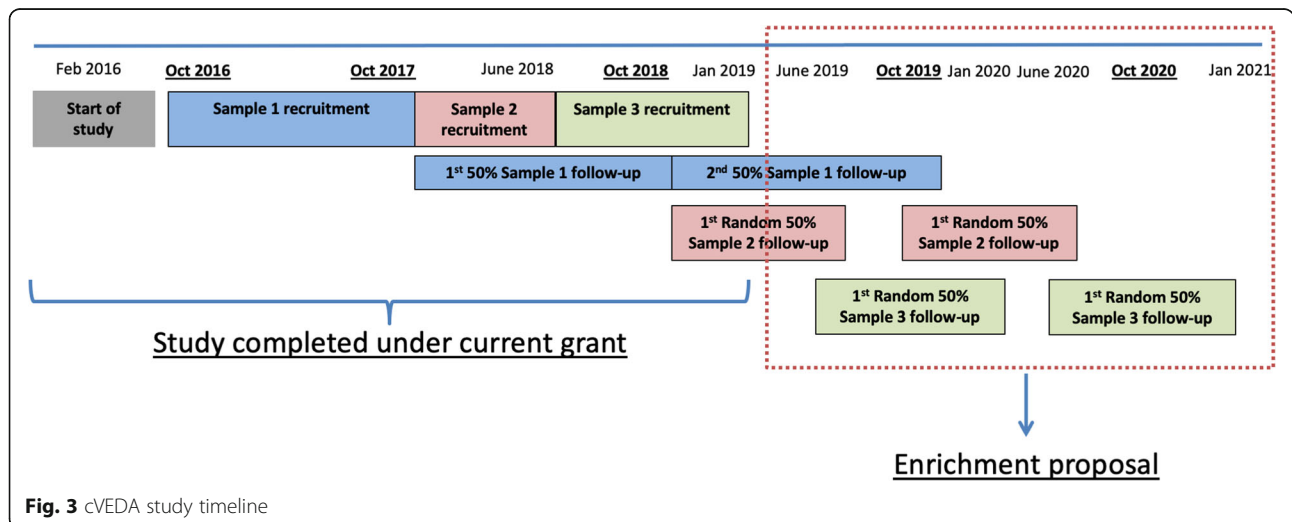 Feb 2016 Oct 2016 Oct 2017 June 2018 Oct 2018 Jan 2019 June 2019 Oct 2019 Jan 2020 June 2020 Oct 2020 Jan 2021
Start of
study
Sample 1 recruitment
Sample 2
recruitment
Sample 3 recruitment
1st 50% Sample 1 follow-up
2nd 50% Sample 1 follow-up
1st Random 50%
Sample 2 follow-up
1st Random 50%
Sample 2 follow-up
1st Random 50%
Sample 3 follow-up
1st Random 50%
Sample 3 follow-up
Study completed under current grant
Enrichment proposal
Fig. 3 cVEDA study timeline